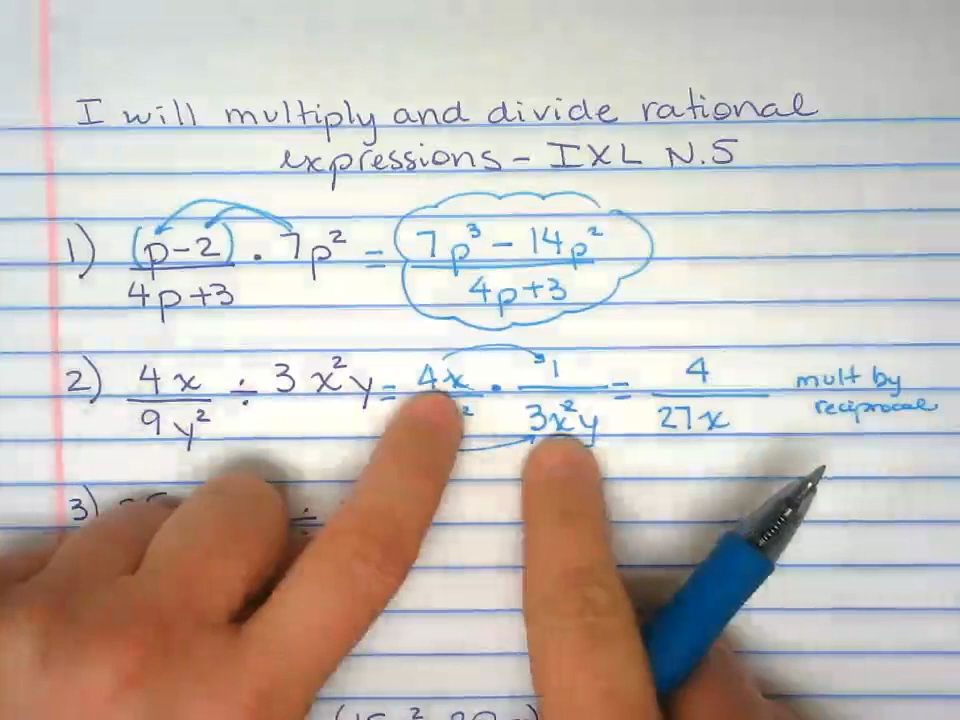 I will multiply and divide rational
expressions - IXL N.5
1) (p-2)/(4p+3) · 7p² = (7p³ - 14p²)/(4p+3)
2) 4x/9y² ÷ 3x²y = 4x/ ² · 1/3x²y = 4/27x mult by
reciprocal
3) ÷